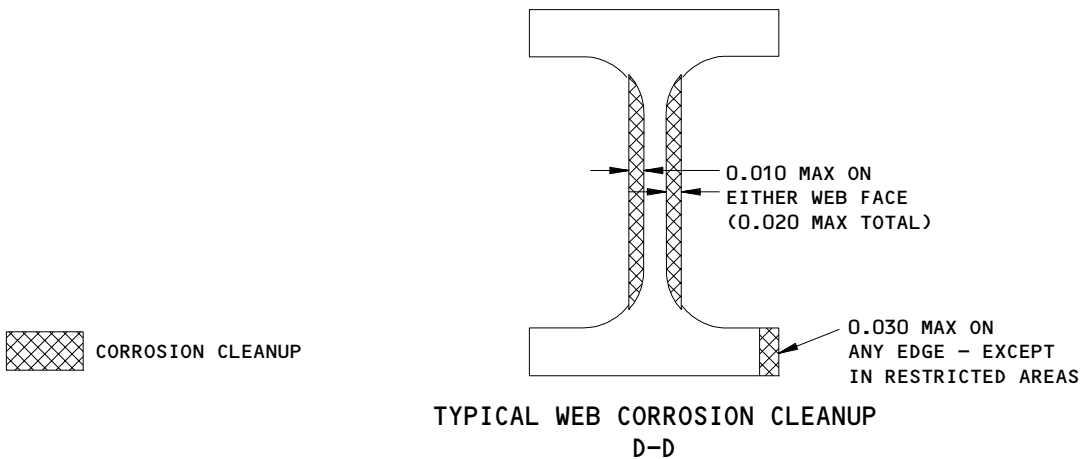 0.010 MAX ON
EITHER WEB FACE
(0.020 MAX TOTAL)
0.030 MAX ON
ANY EDGE – EXCEPT
IN RESTRICTED AREAS
CORROSION CLEANUP
TYPICAL WEB CORROSION CLEANUP
D–D